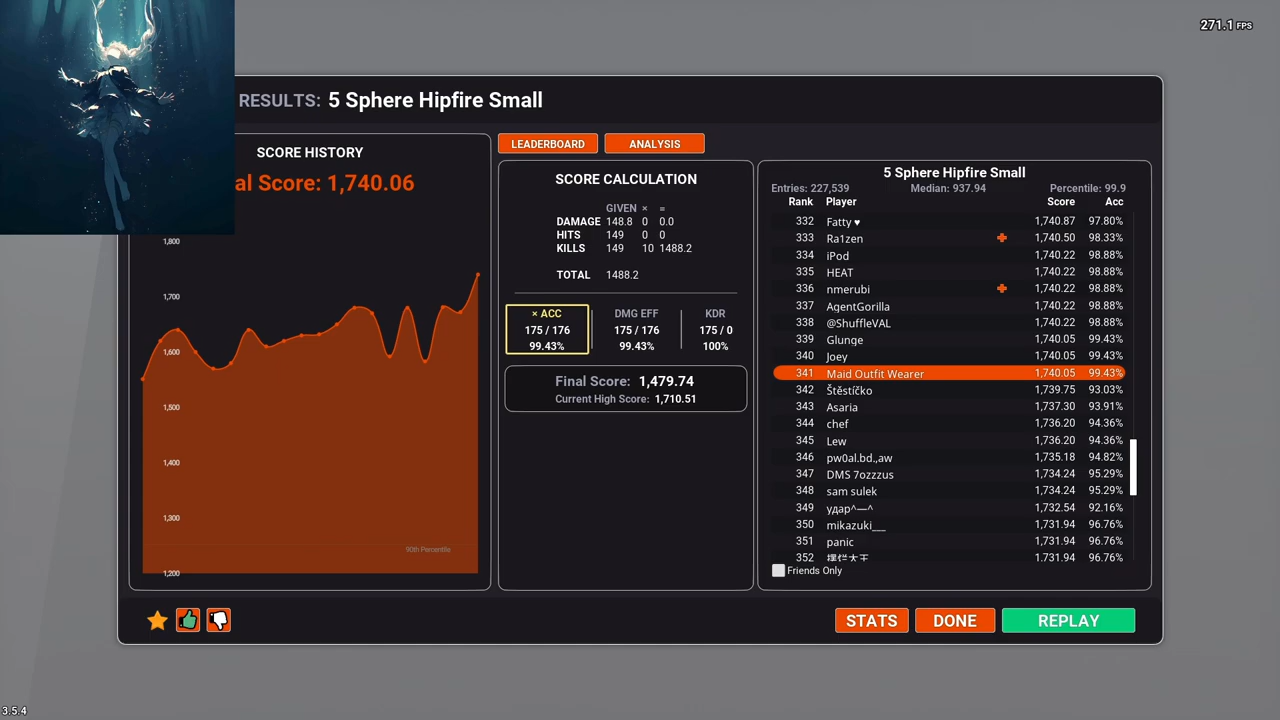 271.1 FPS
RESULTS: 5 Sphere Hipfire Small
SCORE HISTORY
al Score: 1,740.06
1,800
1,700
1,600
1,500
1,400
1,300
1,200
90th Percentile
LEADERBOARD
ANALYSIS
SCORE CALCULATION
GIVEN × =
DAMAGE 148.8 0 0.0
HITS 149 0 0
KILLS 149 10 1488.2
TOTAL 1488.2
× ACC
175 / 176
99.43%
DMG EFF
175 / 176
99.43%
KDR
175 / 0
100%
Final Score: 1,479.74
Current High Score: 1,710.51
5 Sphere Hipfire Small
Entries: 227,539 Median: 937.94 Percentile: 99.9
Rank Player Score Acc
332 Fatty ♥ 1,740.87 97.80%
333 Ra1zen 1,740.50 98.33%
334 iPod 1,740.22 98.88%
335 HEAT 1,740.22 98.88%
336 nmerubi 1,740.22 98.88%
337 AgentGorilla 1,740.22 98.88%
338 @ShuffleVAL 1,740.22 98.88%
339 Glunge 1,740.05 99.43%
340 Joey 1,740.05 99.43%
341 Maid Outfit Wearer 1,740.05 99.43%
342 Štěstíčko 1,739.75 93.03%
343 Asaria 1,737.30 93.91%
344 chef 1,736.20 94.36%
345 Lew 1,736.20 94.36%
346 pw0al.bd.,aw 1,735.18 94.82%
347 DMS 7ozzzus 1,734.24 95.29%
348 sam sulek 1,734.24 95.29%
349 удар^—^ 1,732.54 92.16%
350 mikazuki___ 1,731.94 96.76%
351 panic 1,731.94 96.76%
352 1,731.94 96.76%
Friends Only
STATS
DONE
REPLAY
3.5.4